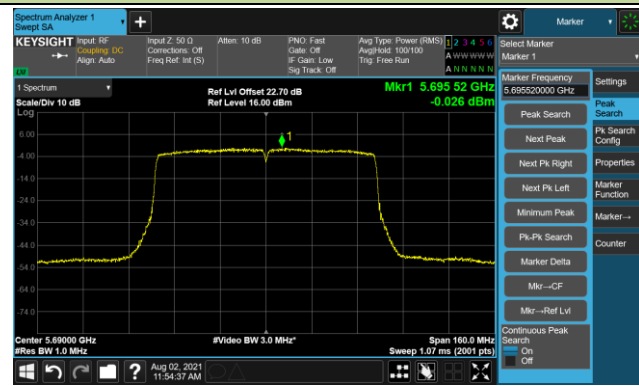 Spectrum Analyzer 1
Swept SA
Marker
KEYSIGHT
Input: RF
Coupling: DC
Align: Auto
Input Z: 50 Ω
Corrections: Off
Freq Ref: Int (S)
Atten: 10 dB
PNO: Fast
Gate: Off
IF Gain: Low
Sig Track: Off
Avg Type: Power (RMS)
Avg|Hold: 100/100
Trig: Free Run
1 2 3 4 5 6
A W W W W W
A N N N N N
LXI
Select Marker
Marker 1
1 Spectrum
Scale/Div 10 dB
Log
Ref Lvl Offset 22.70 dB
Ref Level 16.00 dBm
Mkr1 5.695 52 GHz
-0.026 dBm
6.00
-4.00
-14.0
-24.0
-34.0
-44.0
-54.0
-64.0
-74.0
1
Center 5.69000 GHz
#Res BW 1.0 MHz
#Video BW 3.0 MHz*
Span 160.0 MHz
Sweep 1.07 ms (2001 pts)
Marker Frequency
5.695520000 GHz
Peak Search
Next Peak
Next Pk Right
Next Pk Left
Minimum Peak
Pk-Pk Search
Marker Delta
Mkr→CF
Mkr→Ref Lvl
Continuous Peak
Search
On
Off
Settings
Peak
Search
Pk Search
Config
Properties
Marker
Function
Marker→
Counter
?
Aug 02, 2021
11:54:37 AM